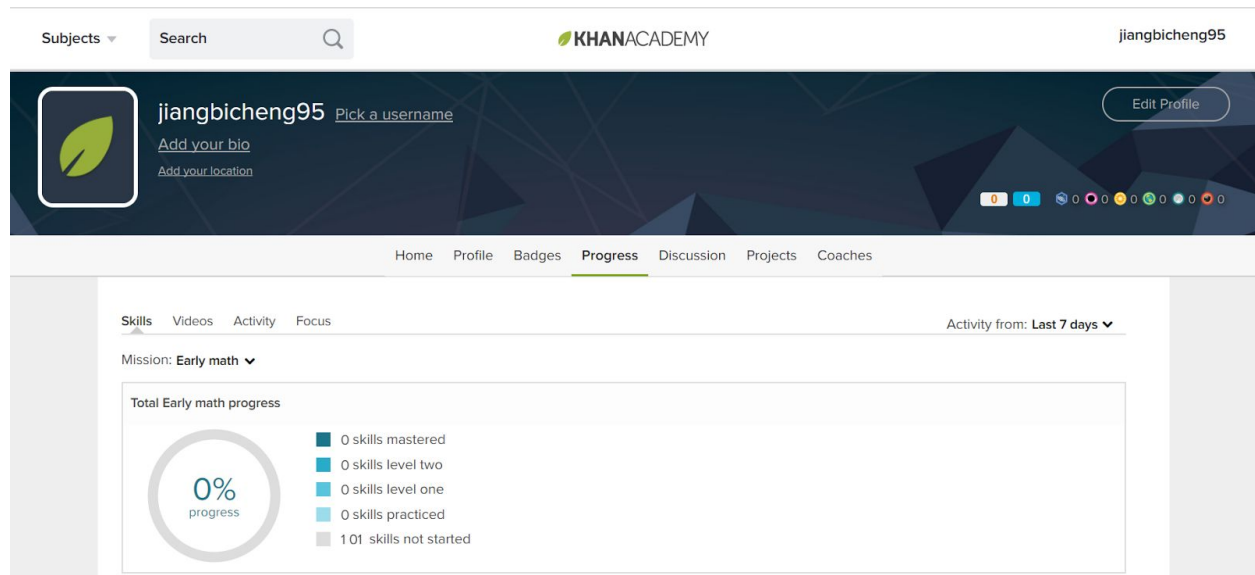 Subjects Search KHANACADEMY jiangbicheng95
jiangbicheng95 Pick a username Edit Profile
Add your bio
Add your location
0 0 0 0 0 0 0 0
Home Profile Badges Progress Discussion Projects Coaches
Skills Videos Activity Focus Activity from: Last 7 days
Mission: Early math
Total Early math progress
0 skills mastered
0 skills level two
0% 0 skills level one
progress 0 skills practiced
101 skills not started